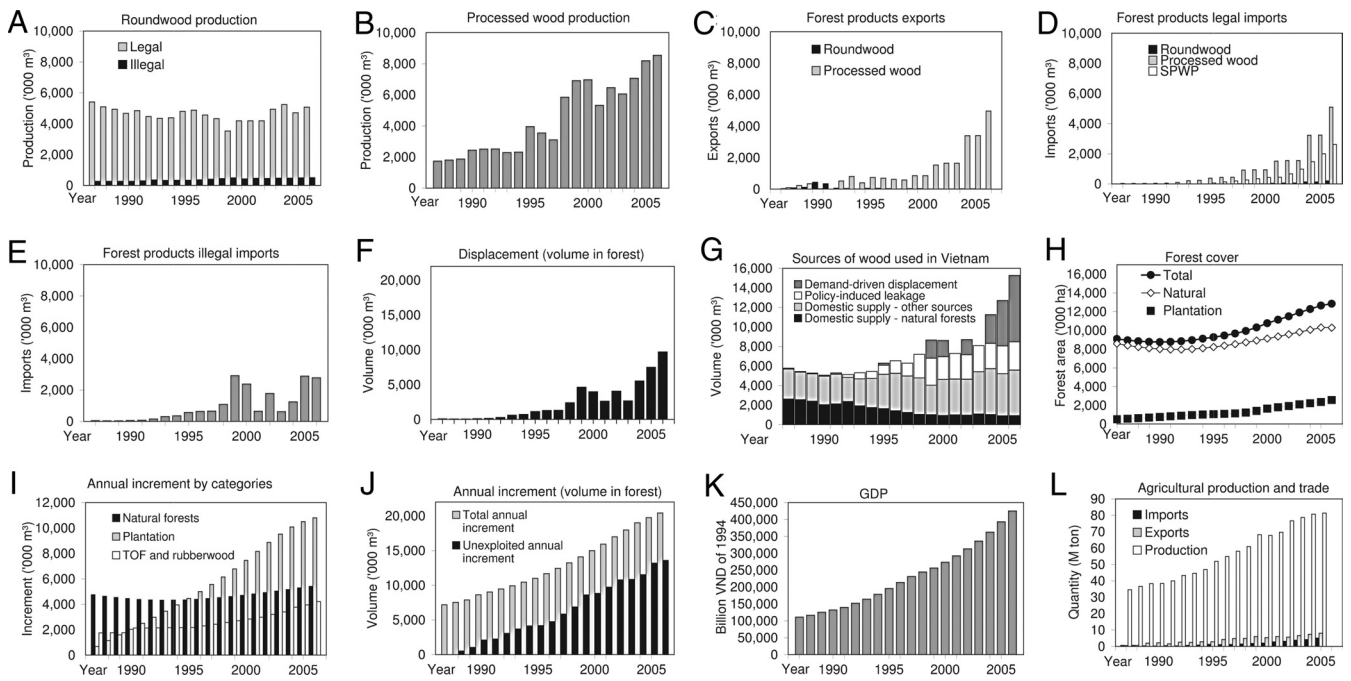 A Roundwood production
Production ('000 m³)
10,000
8,000
6,000
4,000
2,000
0
Legal
Illegal
Year 1990 1995 2000 2005
B Processed wood production
Production ('000 m³)
10,000
8,000
6,000
4,000
2,000
0
Year 1990 1995 2000 2005
C Forest products exports
Exports ('000 m³)
10,000
8,000
6,000
4,000
2,000
0
Roundwood
Processed wood
Year 1990 1995 2000 2005
D Forest products legal imports
Imports ('000 m³)
10,000
8,000
6,000
4,000
2,000
0
Roundwood
Processed wood
SPWP
Year 1990 1995 2000 2005
E Forest products illegal imports
Imports ('000 m³)
10,000
8,000
6,000
4,000
2,000
0
Year 1990 1995 2000 2005
F Displacement (volume in forest)
Volume ('000 m³)
20,000
15,000
10,000
5,000
0
Year 1990 1995 2000 2005
G Sources of wood used in Vietnam
Volume ('000 m³)
16,000
14,000
12,000
10,000
8,000
6,000
4,000
2,000
0
Demand-driven displacement
Policy-induced leakage
Domestic supply - other sources
Domestic supply - natural forests
Year 1990 1995 2000 2005
H Forest cover
Forest area ('000 ha)
16,000
14,000
12,000
10,000
8,000
6,000
4,000
2,000
0
Total
Natural
Plantation
Year 1990 1995 2000 2005
I Annual increment by categories
Increment ('000 m³)
12,000
10,000
8,000
6,000
4,000
2,000
0
Natural forests
Plantation
TOF and rubberwood
Year 1990 1995 2000 2005
J Annual increment (volume in forest)
Volume ('000 m³)
20,000
15,000
10,000
5,000
0
Total annual
increment
Unexploited annual
increment
Year 1990 1995 2000 2005
K GDP
Billion VND of 1994
450,000
400,000
350,000
300,000
250,000
200,000
150,000
100,000
50,000
0
Year 1990 1995 2000 2005
L Agricultural production and trade
Quantity (M ton)
90
80
70
60
50
40
30
20
10
0
Imports
Exports
Production
Year 1990 1995 2000 2005